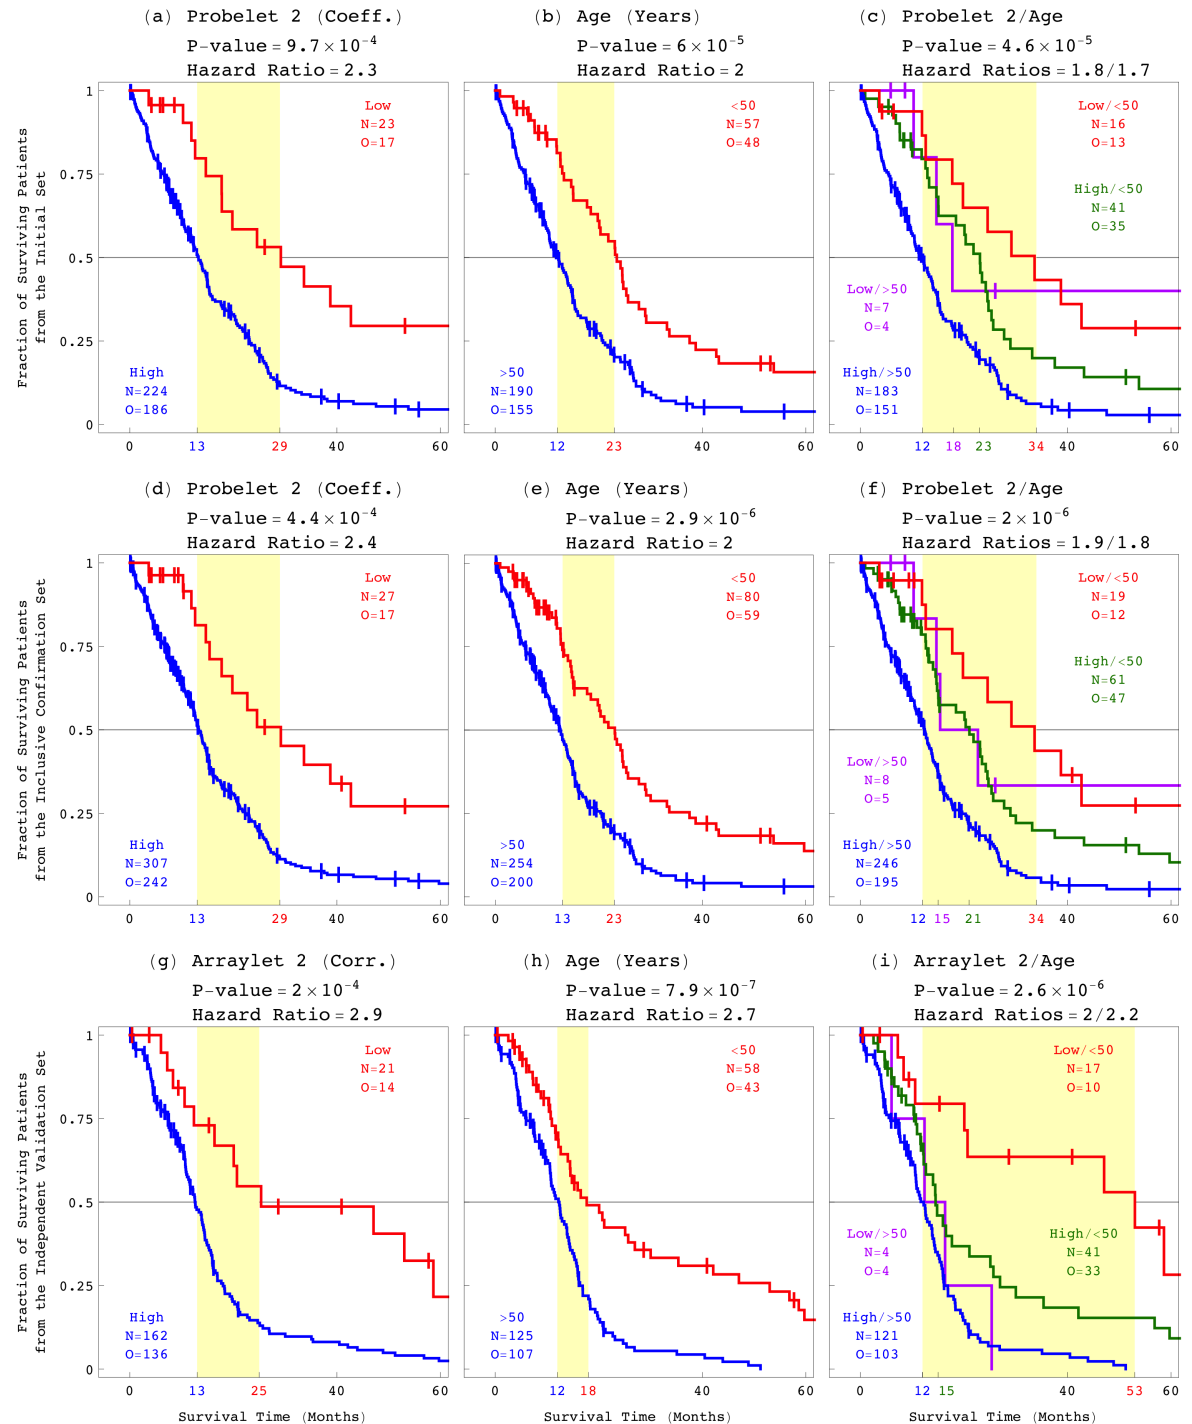 (a) Probelet 2 (Coeff.)
P-value = 9.7 × 10⁻⁴
Hazard Ratio = 2.3
Low
N=23
O=17
High
N=224
O=186
Fraction of Surviving Patients
from the Initial Set
1
0.75
0.5
0.25
0
0 13 29 40 60
(b) Age (Years)
P-value = 6 × 10⁻⁵
Hazard Ratio = 2
<50
N=57
O=48
>50
N=190
O=155
0 12 23 40 60
(c) Probelet 2/Age
P-value = 4.6 × 10⁻⁵
Hazard Ratios = 1.8/1.7
Low/<50
N=16
O=13
High/<50
N=41
O=35
Low/>50
N=7
O=4
High/>50
N=183
O=151
0 12 18 23 34 40 60
(d) Probelet 2 (Coeff.)
P-value = 4.4 × 10⁻⁴
Hazard Ratio = 2.4
Low
N=27
O=17
High
N=307
O=242
Fraction of Surviving Patients
from the Inclusive Confirmation Set
1
0.75
0.5
0.25
0
0 13 29 40 60
(e) Age (Years)
P-value = 2.9 × 10⁻⁶
Hazard Ratio = 2
<50
N=80
O=59
>50
N=254
O=200
0 13 23 40 60
(f) Probelet 2/Age
P-value = 2 × 10⁻⁶
Hazard Ratios = 1.9/1.8
Low/<50
N=19
O=12
High/<50
N=61
O=47
Low/>50
N=8
O=5
High/>50
N=246
O=195
0 12 15 21 34 40 60
(g) Arraylet 2 (Corr.)
P-value = 2 × 10⁻⁴
Hazard Ratio = 2.9
Low
N=21
O=14
High
N=162
O=136
Fraction of Surviving Patients
from the Independent Validation Set
1
0.75
0.5
0.25
0
0 13 25 40 60
Survival Time (Months)
(h) Age (Years)
P-value = 7.9 × 10⁻⁷
Hazard Ratio = 2.7
<50
N=58
O=43
>50
N=125
O=107
0 12 18 40 60
Survival Time (Months)
(i) Arraylet 2/Age
P-value = 2.6 × 10⁻⁶
Hazard Ratios = 2/2.2
Low/<50
N=17
O=10
Low/>50
N=4
O=4
High/<50
N=41
O=33
High/>50
N=121
O=103
0 12 15 40 53 60
Survival Time (Months)